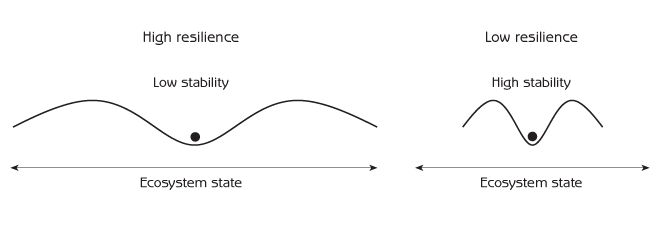 High resilience
Low stability
Ecosystem state
Low resilience
High stability
Ecosystem state